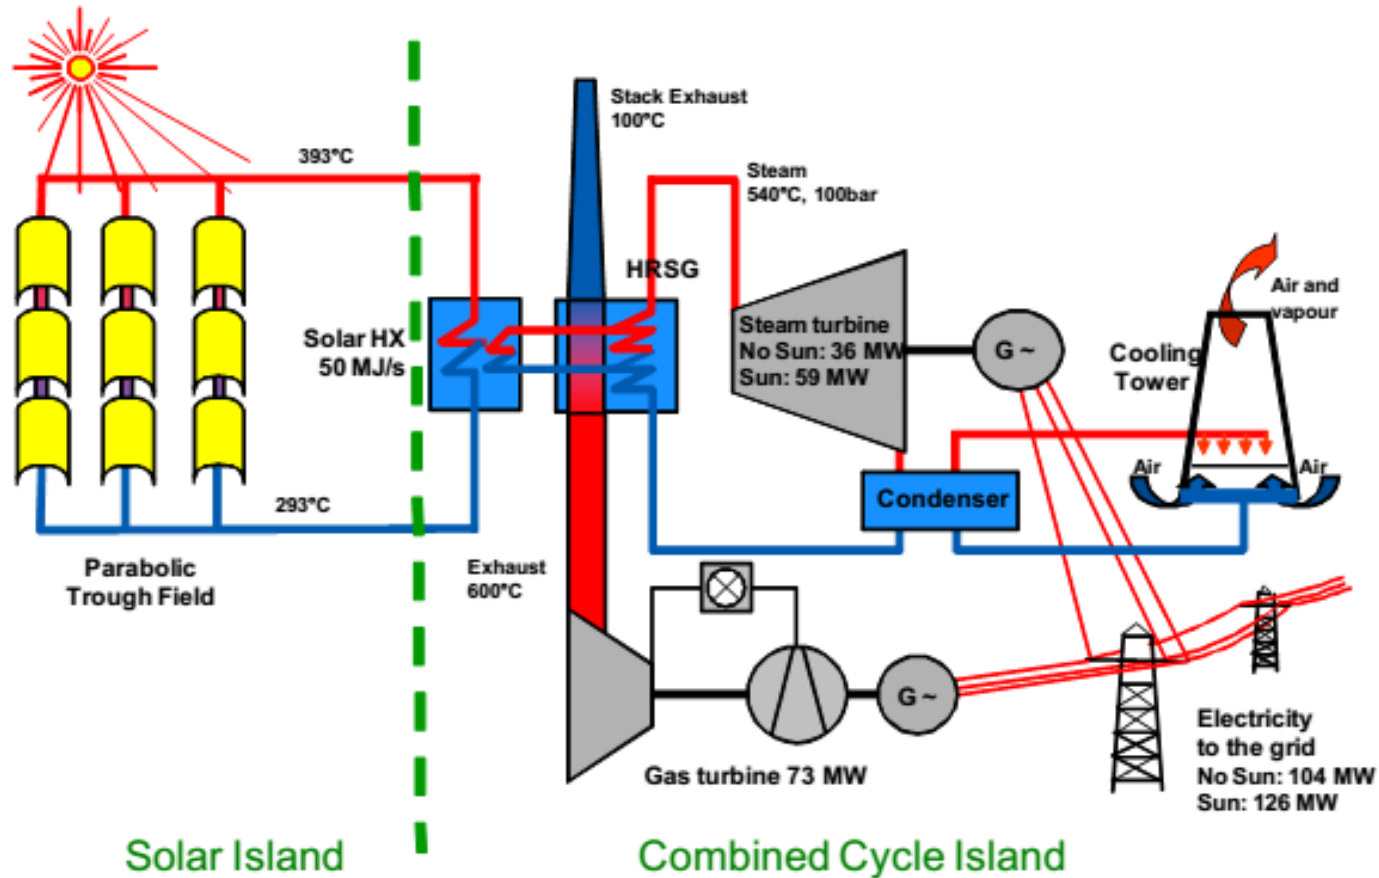 Stack Exhaust
100°C
393°C
Steam
540°C, 100bar
HRSG
Air and
vapour
Solar HX
50 MJ/s
Steam turbine
No Sun: 36 MW
Sun: 59 MW
G ~
Cooling
Tower
Air
Air
Condenser
293°C
Exhaust
600°C
Parabolic
Trough Field
G ~
Gas turbine 73 MW
Electricity
to the grid
No Sun: 104 MW
Sun: 126 MW
Solar Island
Combined Cycle Island